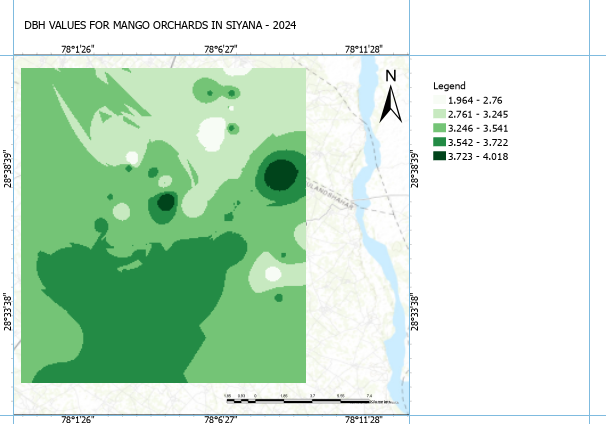 DBH VALUES FOR MANGO ORCHARDS IN SIYANA - 2024
78°1'26" 78°6'27" 78°11'28"
N
Legend
1.964 - 2.76
2.761 - 3.245
3.246 - 3.541
3.542 - 3.722
3.723 - 4.018
28°38'39" 28°38'39"
28°33'38" 28°33'38"
78°1'26" 78°6'27" 78°11'28"